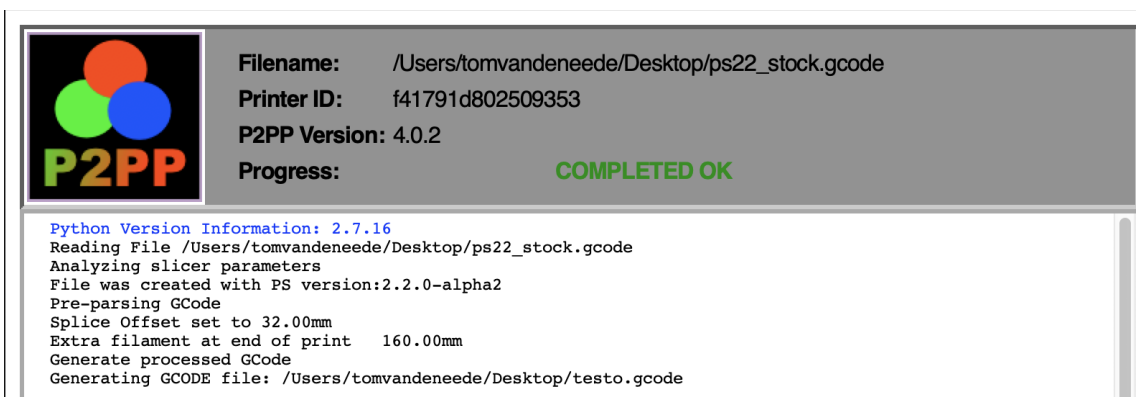 P2PP
Filename: /Users/tomvandeneede/Desktop/ps22_stock.gcode
Printer ID: f41791d802509353
P2PP Version: 4.0.2
Progress: COMPLETED OK
Python Version Information: 2.7.16
Reading File /Users/tomvandeneede/Desktop/ps22_stock.gcode
Analyzing slicer parameters
File was created with PS version:2.2.0-alpha2
Pre-parsing GCode
Splice Offset set to 32.00mm
Extra filament at end of print   160.00mm
Generate processed GCode
Generating GCODE file: /Users/tomvandeneede/Desktop/testo.gcode